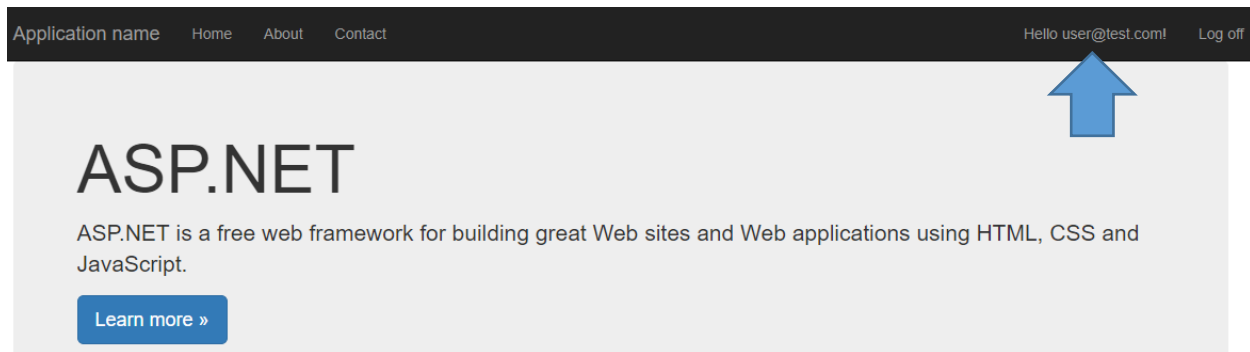 Application name Home About Contact Hello user@test.com! Log off
ASP.NET
ASP.NET is a free web framework for building great Web sites and Web applications using HTML, CSS and
JavaScript.
Learn more »